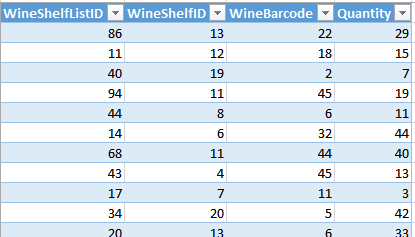 WineShelfListID WineShelfID WineBarcode Quantity
86 13 22 29
11 12 18 15
40 19 2 7
94 11 45 19
44 8 6 11
14 6 32 44
68 11 44 40
43 4 45 13
17 7 11 3
34 20 5 42
20 13 6 33